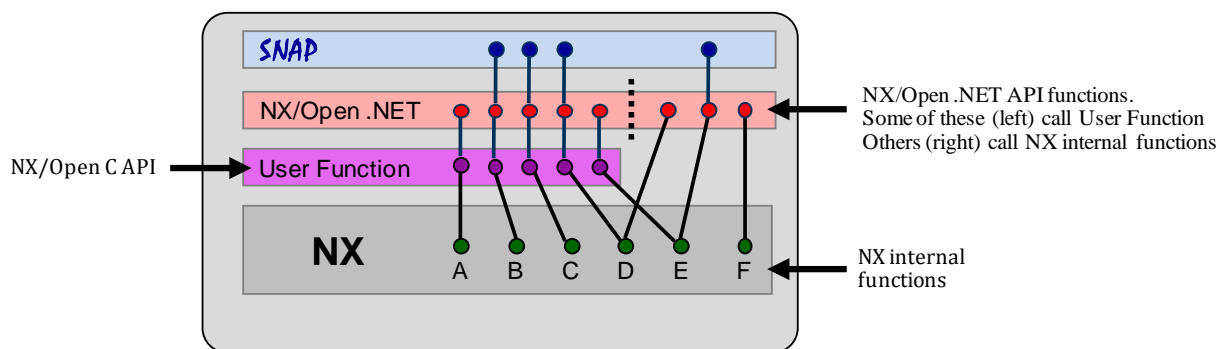 SNAP
NX/Open .NET
NX/Open .NET API functions.
Some of these (left) call User Function
Others (right) call NX internal functions
NX/Open C API
User Function
NX
A B C D E F
NX internal
functions